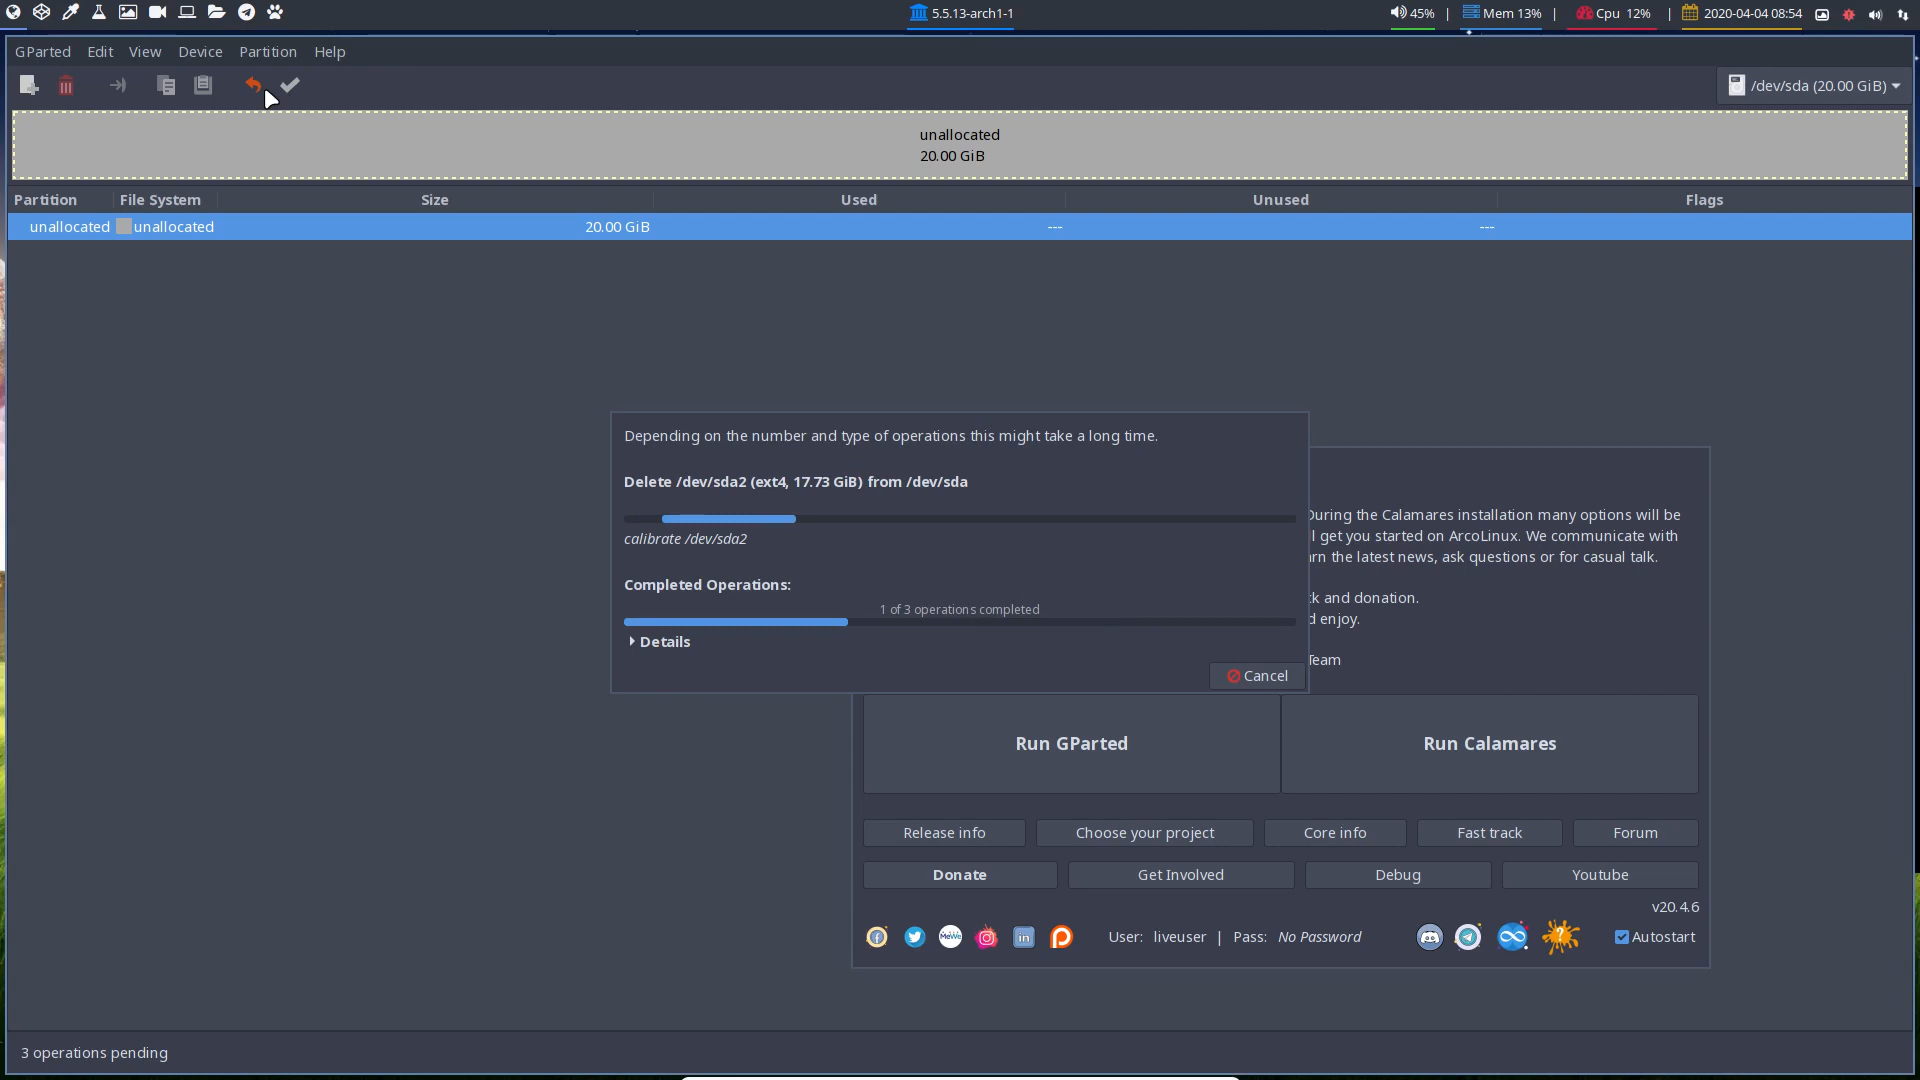 5.5.13-arch1-1
45% | Mem 13% | Cpu 12% | 2020-04-04 08:54
GParted Edit View Device Partition Help
/dev/sda (20.00 GiB)
unallocated
20.00 GiB
Partition File System Size Used Unused Flags
unallocated unallocated 20.00 GiB --- ---
Depending on the number and type of operations this might take a long time.
Delete /dev/sda2 (ext4, 17.73 GiB) from /dev/sda
calibrate /dev/sda2
Completed Operations:
1 of 3 operations completed
Details
Cancel
During the Calamares installation many options will be
l get you started on ArcoLinux. We communicate with
rn the latest news, ask questions or for casual talk.
k and donation.
d enjoy.
Team
Run GParted Run Calamares
Release info Choose your project Core info Fast track Forum
Donate Get Involved Debug Youtube
v20.4.6
MeWe in User: liveuser | Pass: No Password ? Autostart
3 operations pending